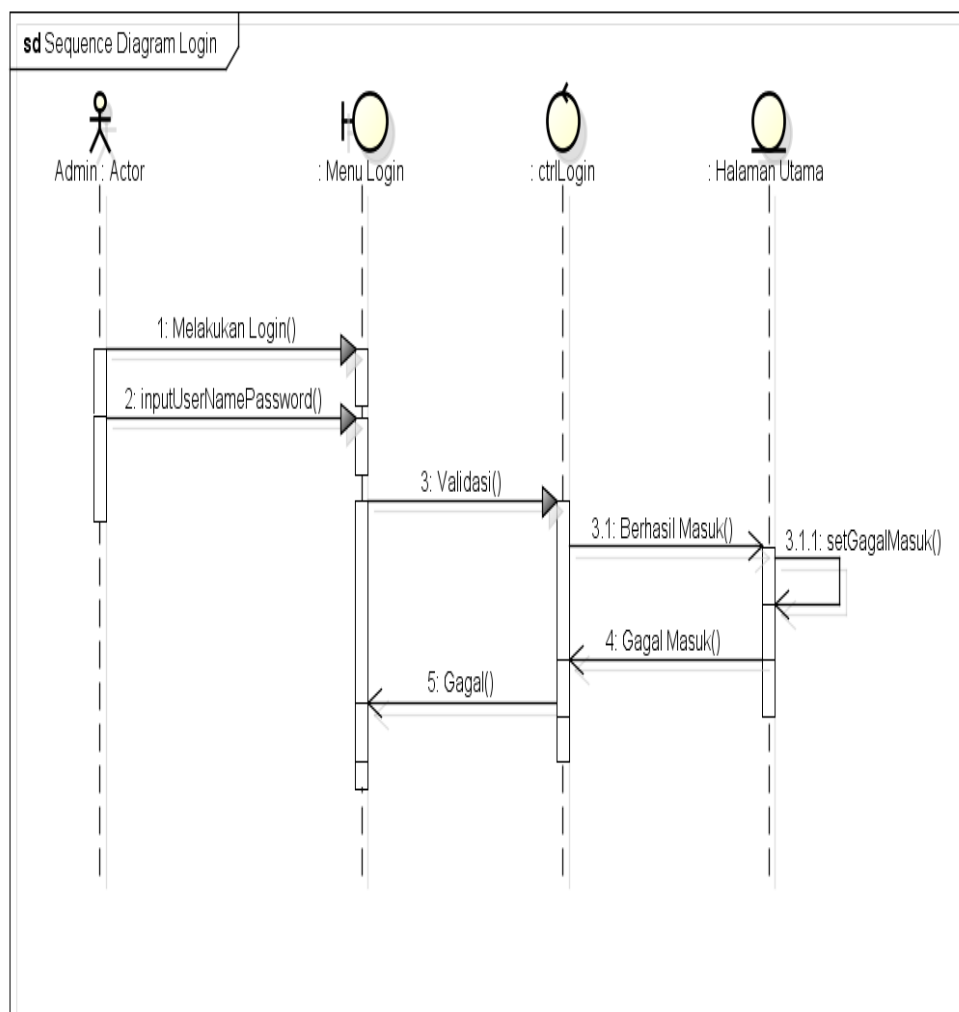 sd Sequence Diagram Login
Admin : Actor
: Menu Login
: ctrlLogin
: Halaman Utama
1: Melakukan Login()
2: inputUserNamePassword()
3: Validasi()
3.1: Berhasil Masuk()
3.1.1: setGagalMasuk()
4: Gagal Masuk()
5: Gagal()